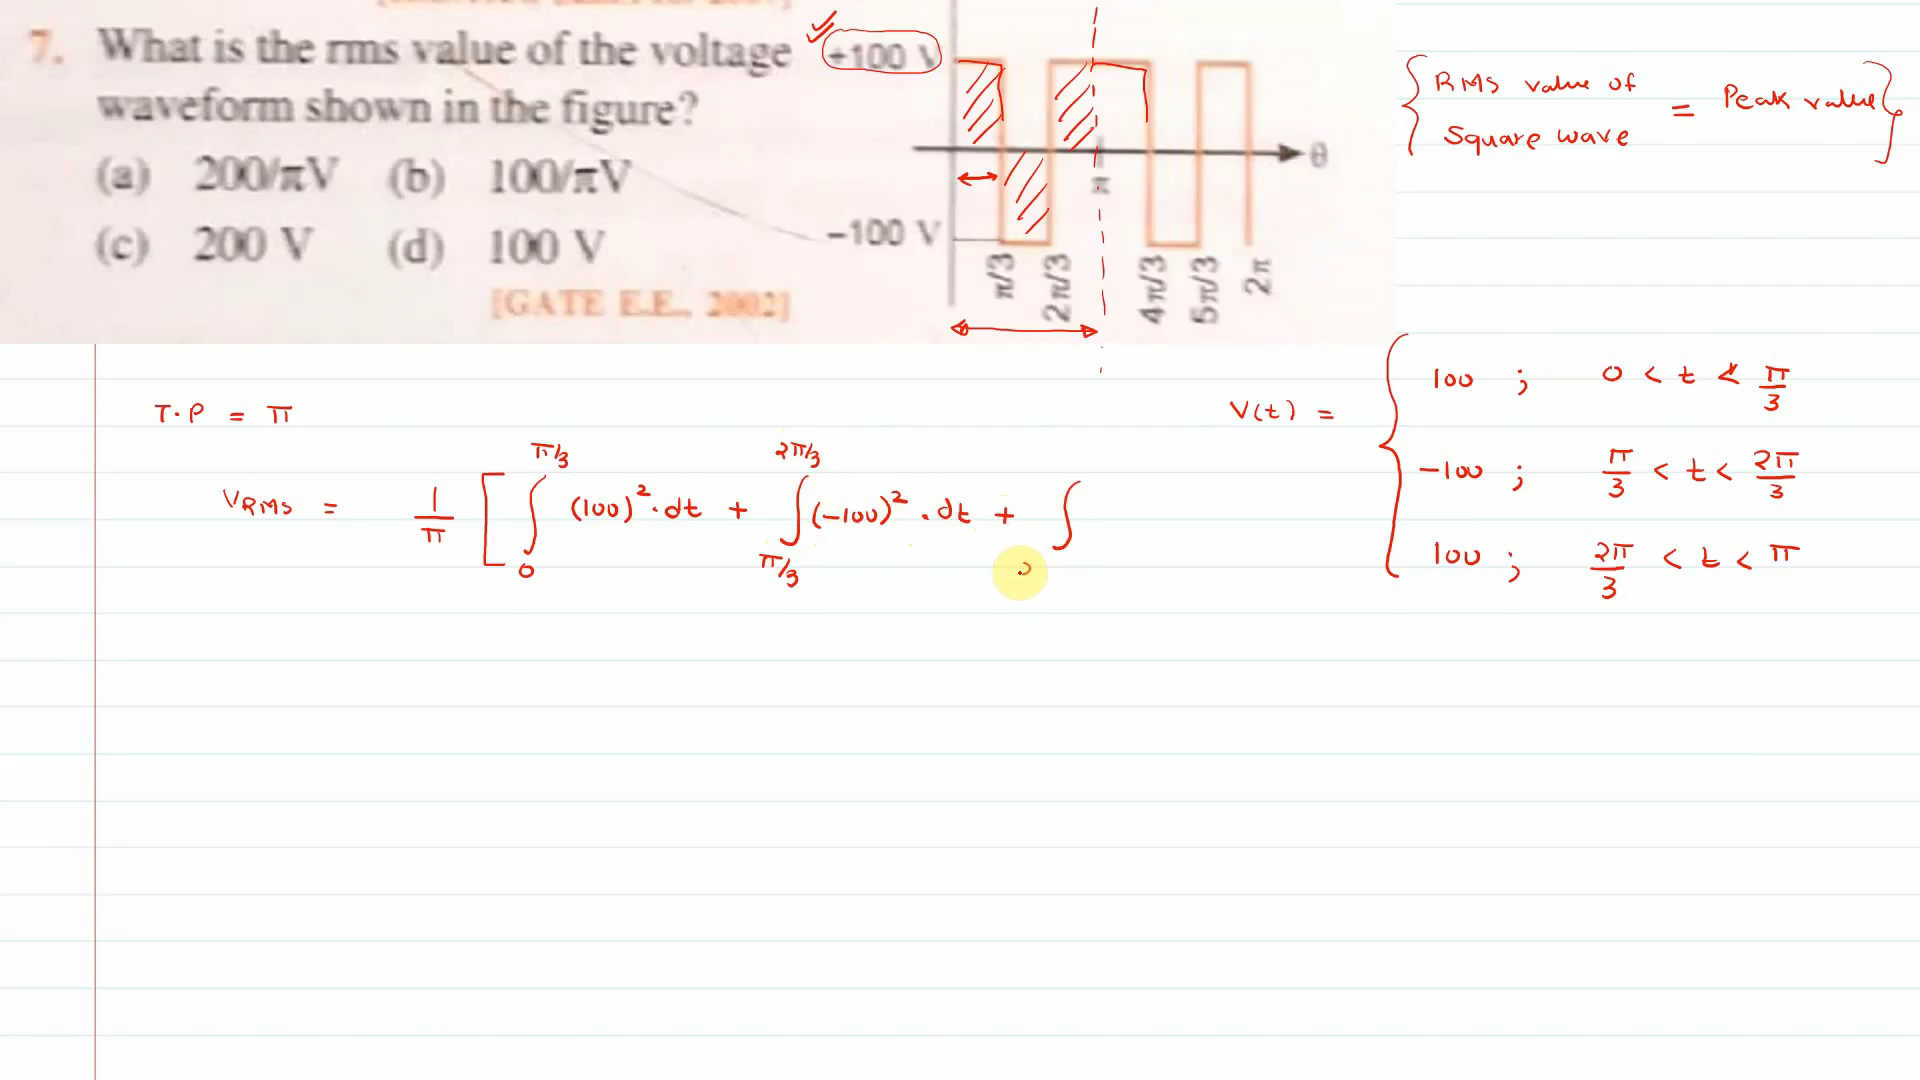 7. What is the rms value of the voltage
waveform shown in the figure?
(a) 200/πV (b) 100/πV
(c) 200 V (d) 100 V
[GATE E.E., 2002]
+100 V
-100 V
θ
π
π/3
2π/3
4π/3
5π/3
2π
{RMS value of
Square wave = Peak value}
T.P = π
VRMS = 1/π [ ∫ 0 π/3 (100)² . dt + ∫ π/3 2π/3 (-100)² . dt + ∫
V(t) = {
100 ; 0 < t < π/3
-100 ; π/3 < t < 2π/3
100 ; 2π/3 < t < π